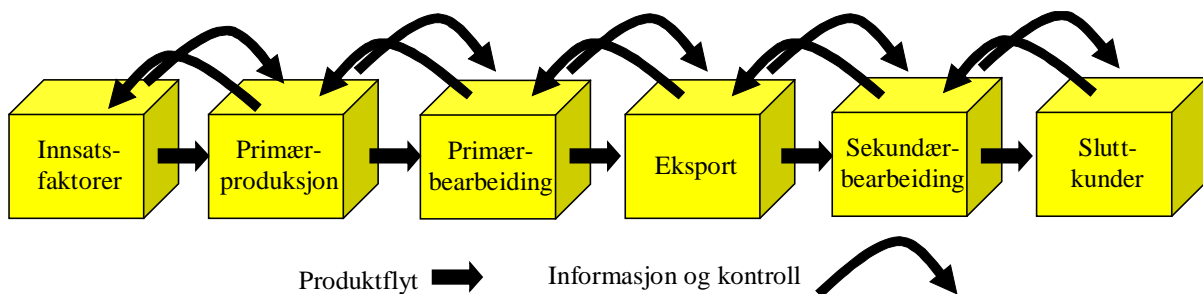 Innsats-
faktorer
Primær-
produksjon
Primær-
bearbeiding
Eksport
Sekundær-
bearbeiding
Slutt-
kunder
Produktflyt
Informasjon og kontroll